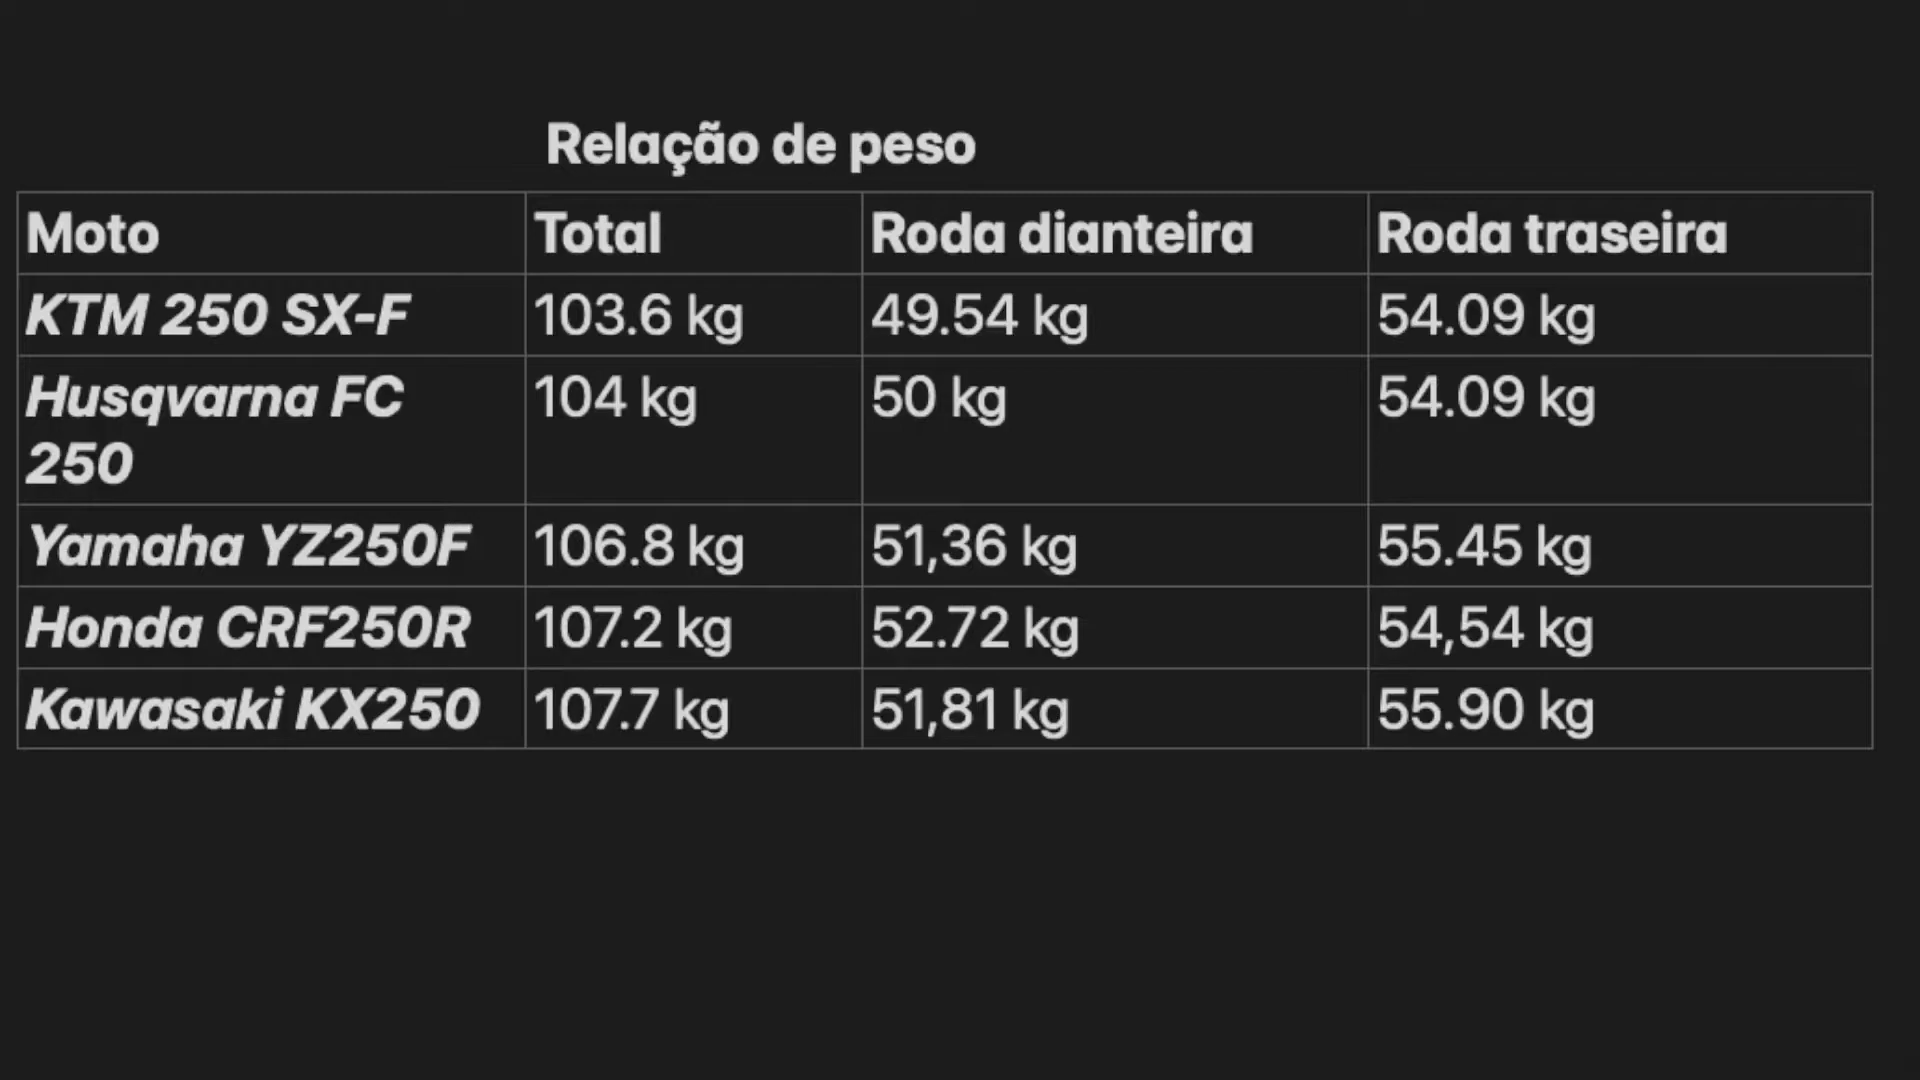 Relação de peso
Moto Total Roda dianteira Roda traseira
KTM 250 SX-F 103.6 kg 49.54 kg 54.09 kg
Husqvarna FC 104 kg 50 kg 54.09 kg
250
Yamaha YZ250F 106.8 kg 51,36 kg 55.45 kg
Honda CRF250R 107.2 kg 52.72 kg 54,54 kg
Kawasaki KX250 107.7 kg 51,81 kg 55.90 kg